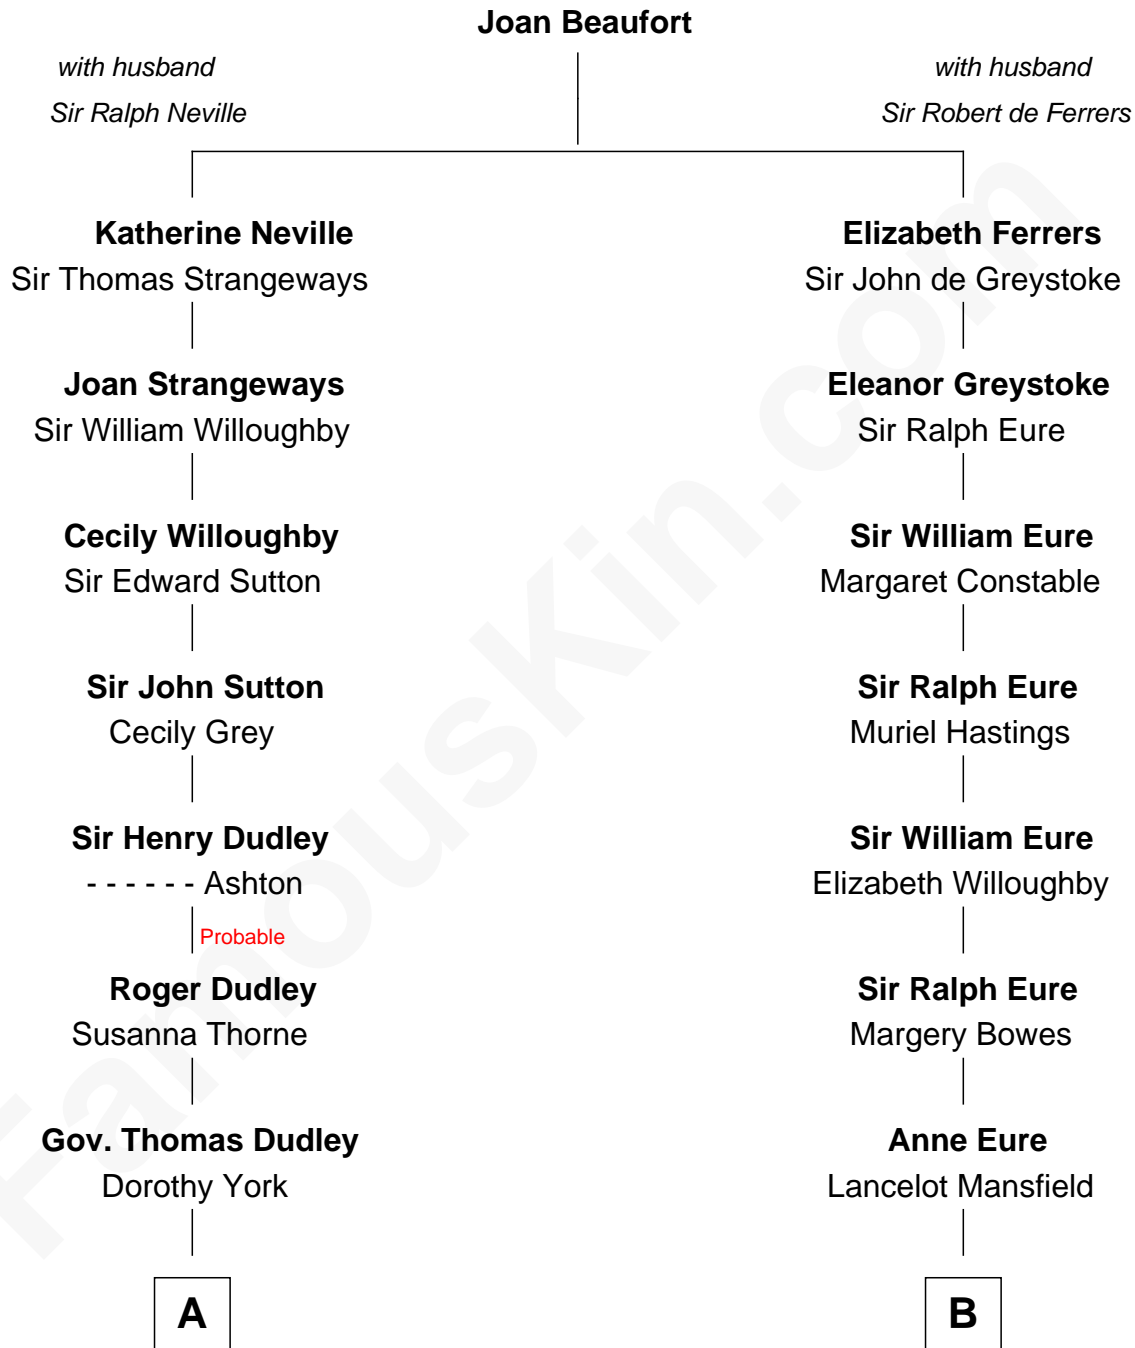 Joan Beaufort
with husband
Sir Ralph Neville
with husband
Sir Robert de Ferrers
Katherine Neville
Sir Thomas Strangeways
Joan Strangeways
Sir William Willoughby
Cecily Willoughby
Sir Edward Sutton
Sir John Sutton
Cecily Grey
Sir Henry Dudley
- - - - - - Ashton
Probable
Roger Dudley
Susanna Thorne
Gov. Thomas Dudley
Dorothy York
A
Elizabeth Ferrers
Sir John de Greystoke
Eleanor Greystoke
Sir Ralph Eure
Sir William Eure
Margaret Constable
Sir Ralph Eure
Muriel Hastings
Sir William Eure
Elizabeth Willoughby
Sir Ralph Eure
Margery Bowes
Anne Eure
Lancelot Mansfield
B
FamousKin.com